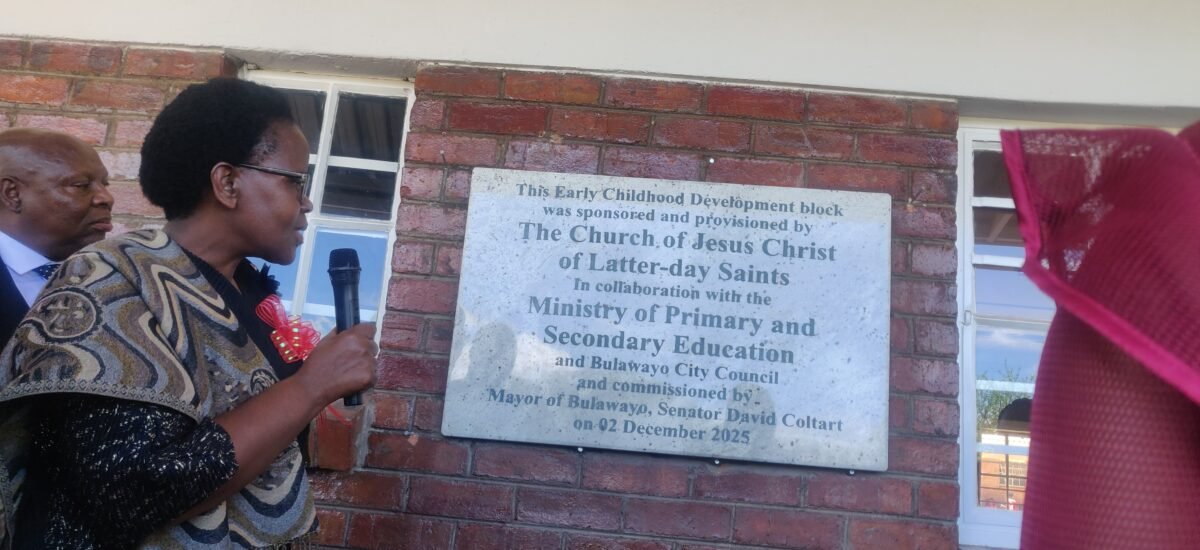 This Early Childhood Development block
was sponsored and provisioned by
The Church of Jesus Christ
of Latter-day Saints
In collaboration with the
Ministry of Primary and
Secondary Education
and Bulawayo City Council
and commissioned by
Mayor of Bulawayo, Senator David Coltart
on 02 December 2025